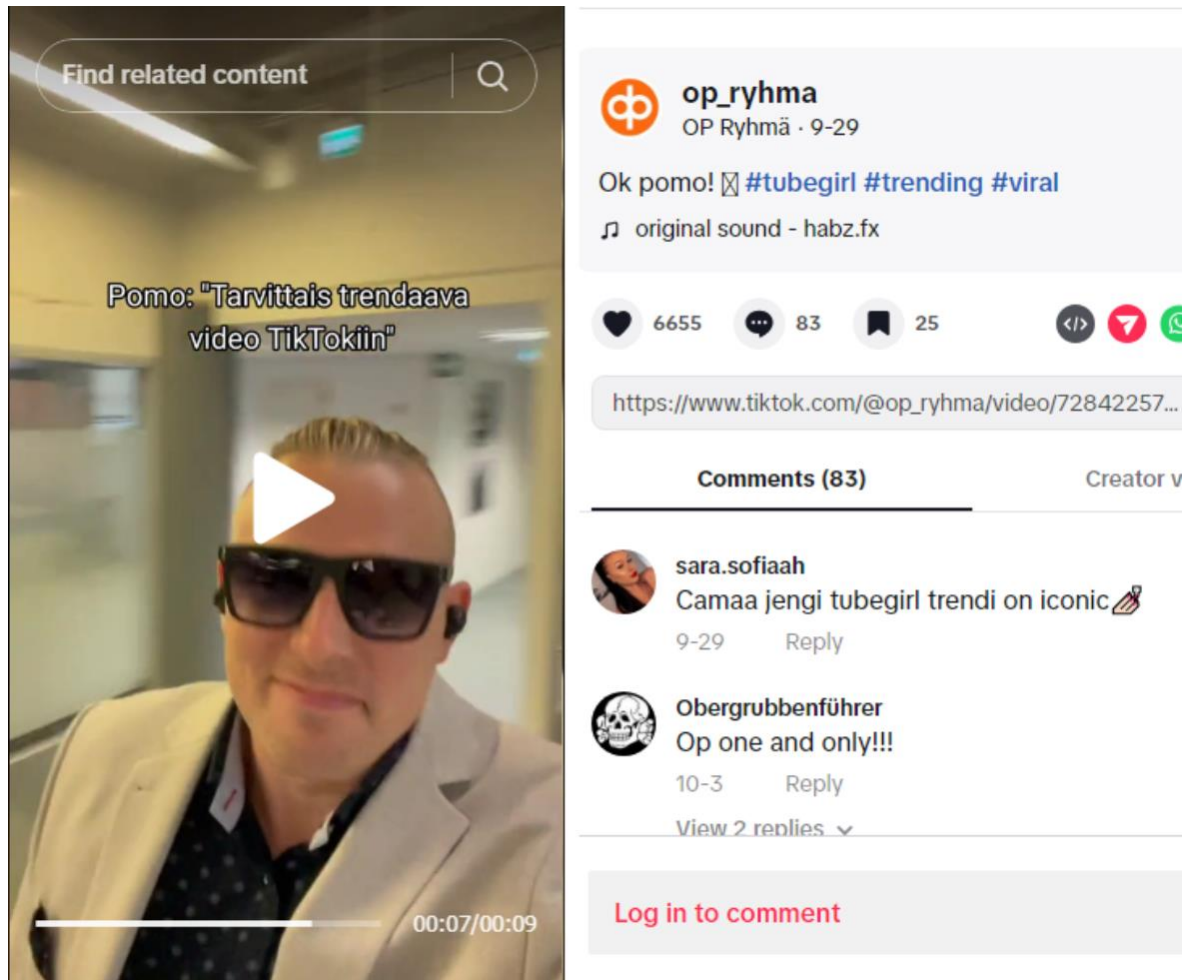 Find related content
Pomo: "Tarvittais trendaava
video TikTokiin"
00:07/00:09
op_ryhma
OP Ryhmä · 9-29
Ok pomo! #tubegirl #trending #viral
original sound - habz.fx
6655 83 25
https://www.tiktok.com/@op_ryhma/video/72842257...
Comments (83) Creator v
sara.sofiaah
Camaa jengi tubegirl trendi on iconic
9-29 Reply
Obergrubbenführer
Op one and only!!!
10-3 Reply
View 2 replies
Log in to comment